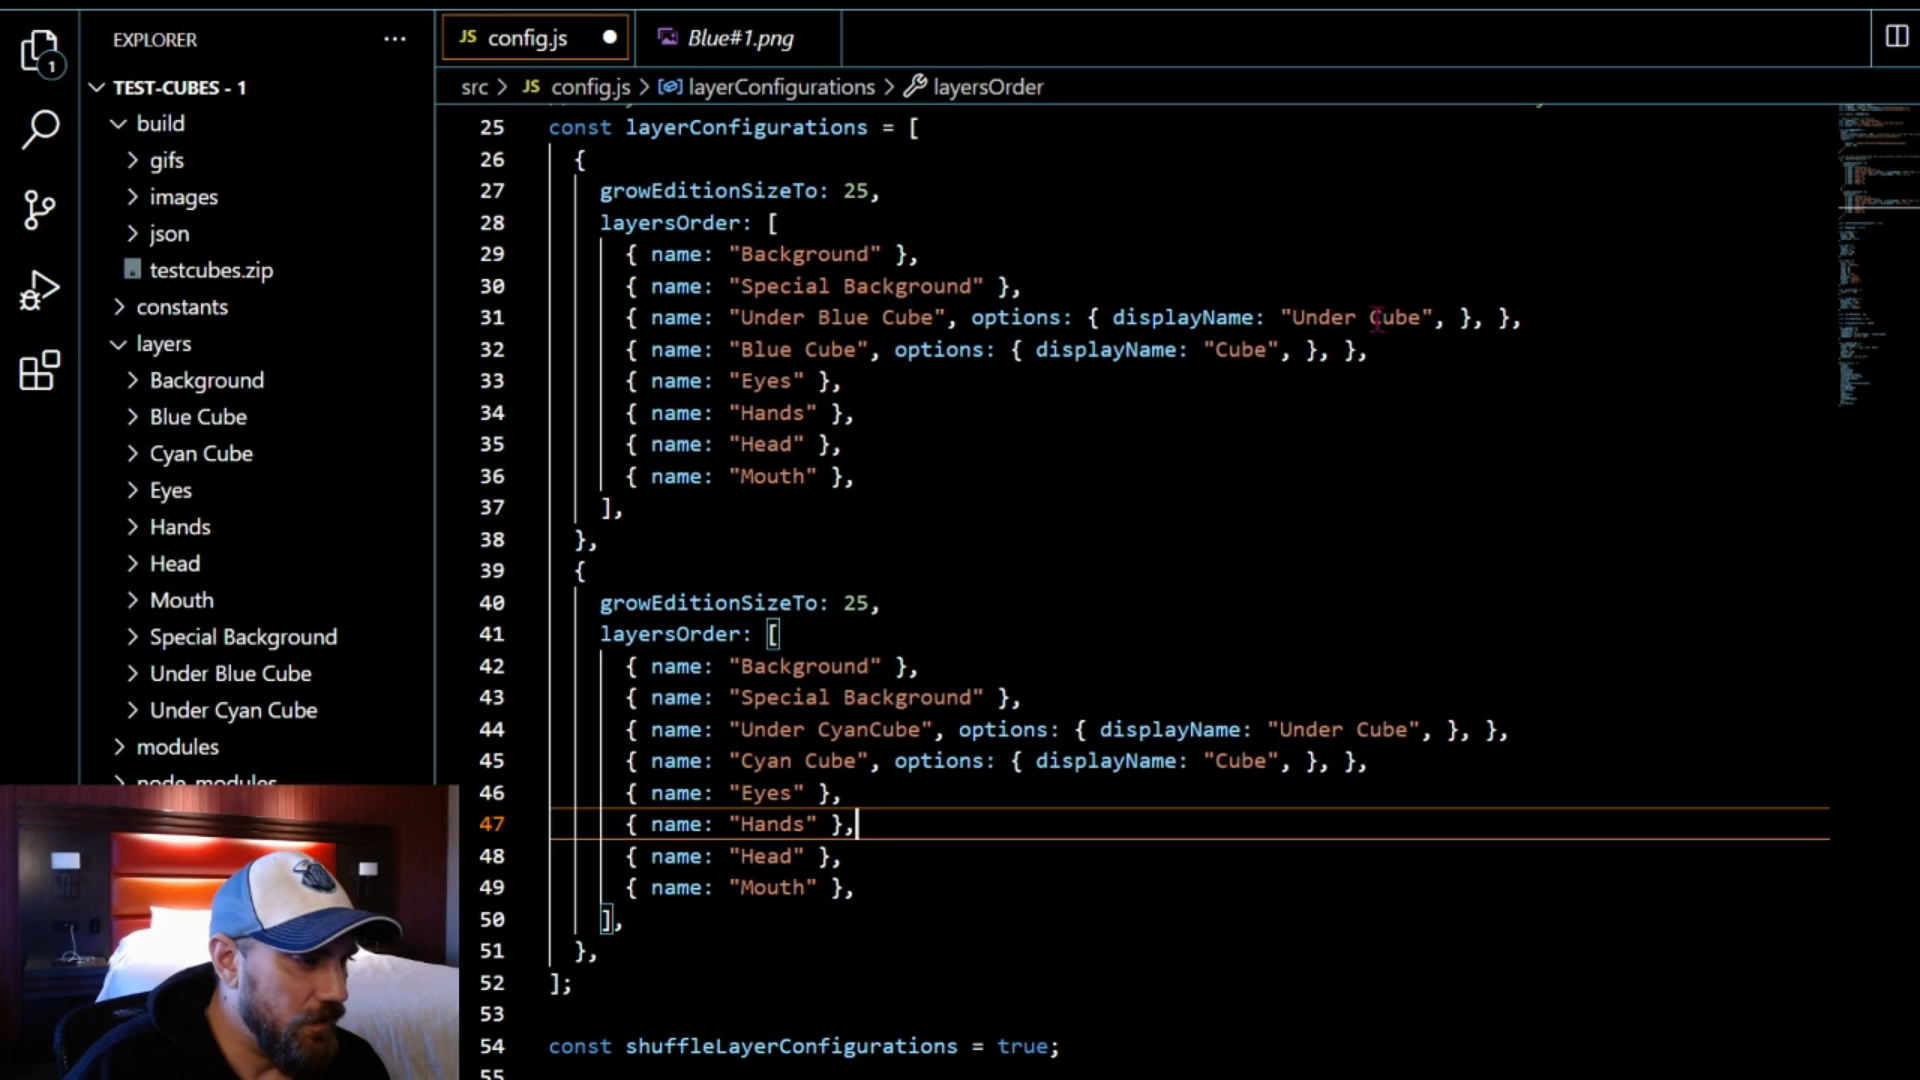 EXPLORER
TEST-CUBES - 1
build
gifs
images
json
testcubes.zip
constants
layers
Background
Blue Cube
Cyan Cube
Eyes
Hands
Head
Mouth
Special Background
Under Blue Cube
Under Cyan Cube
modules
node_modules
1
JS config.js
Blue#1.png
src > JS config.js > layerConfigurations > layersOrder
25 const layerConfigurations = [
26 {
27 growEditionSizeTo: 25,
28 layersOrder: [
29 { name: "Background" },
30 { name: "Special Background" },
31 { name: "Under Blue Cube", options: { displayName: "Under Cube", }, },
32 { name: "Blue Cube", options: { displayName: "Cube", }, },
33 { name: "Eyes" },
34 { name: "Hands" },
35 { name: "Head" },
36 { name: "Mouth" },
37 ],
38 },
39 {
40 growEditionSizeTo: 25,
41 layersOrder: [
42 { name: "Background" },
43 { name: "Special Background" },
44 { name: "Under CyanCube", options: { displayName: "Under Cube", }, },
45 { name: "Cyan Cube", options: { displayName: "Cube", }, },
46 { name: "Eyes" },
47 { name: "Hands" },
48 { name: "Head" },
49 { name: "Mouth" },
50 ],
51 },
52 ];
53
54 const shuffleLayerConfigurations = true;
55